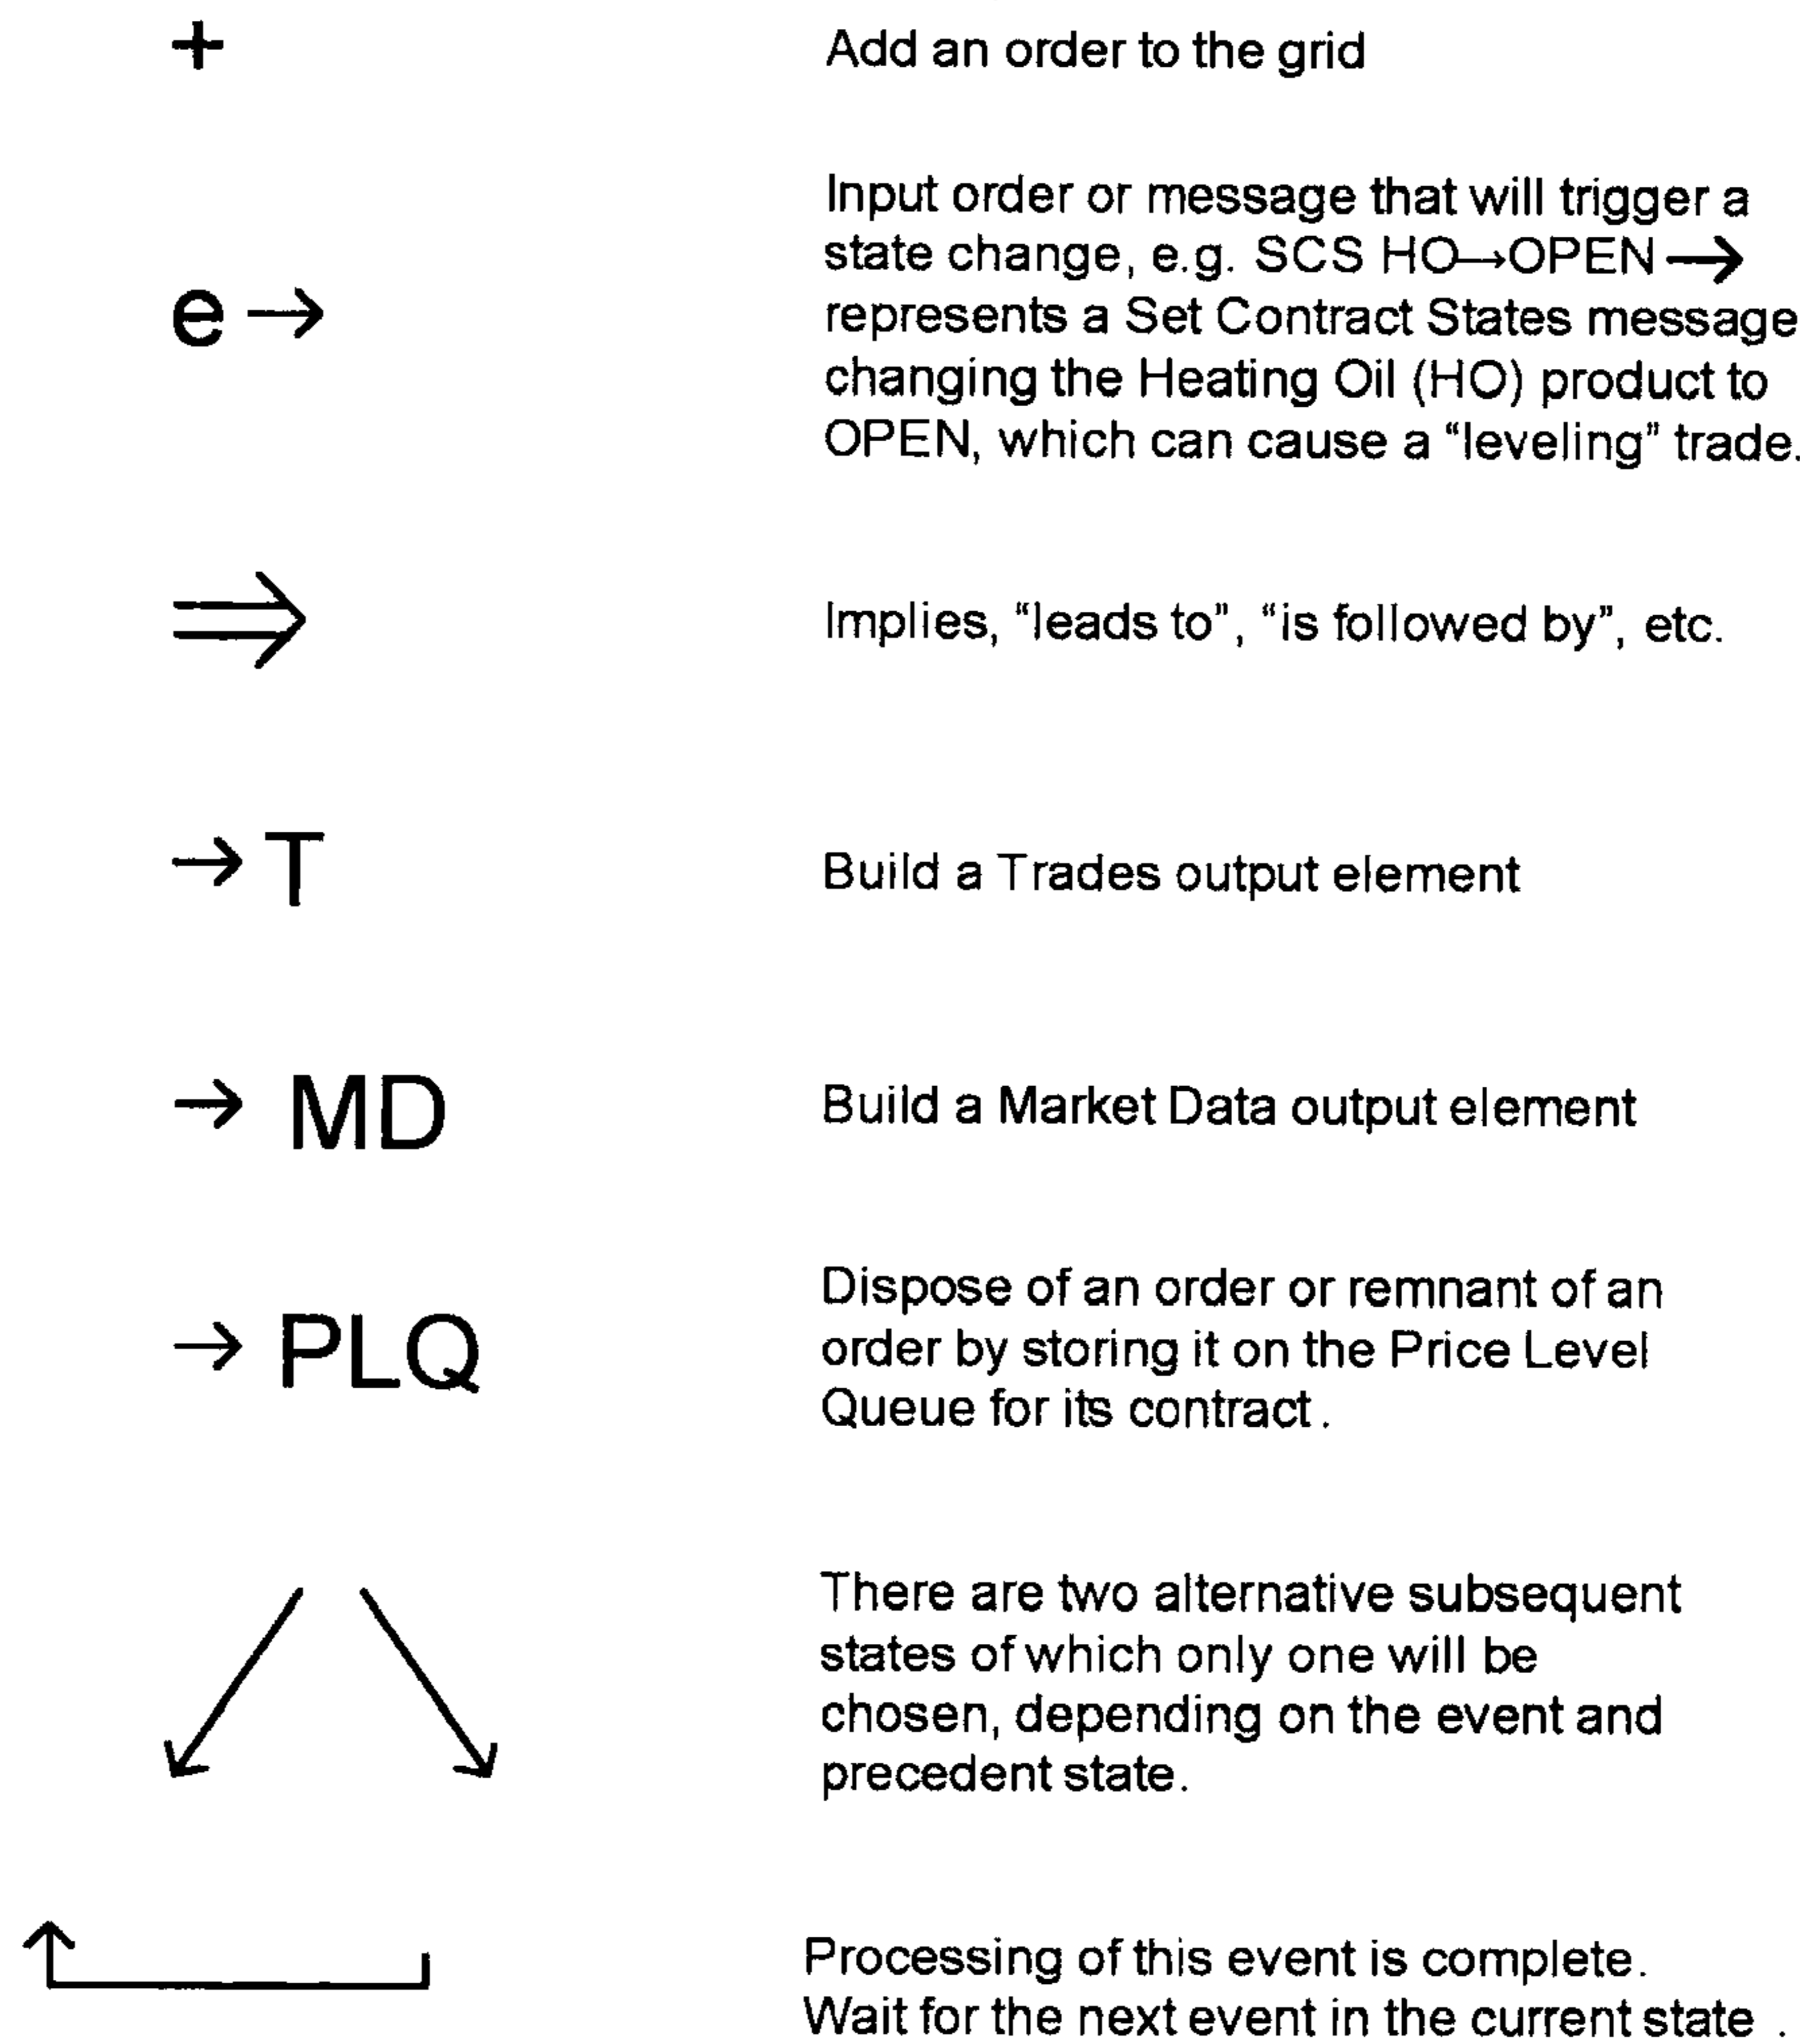 + Add an order to the grid
Input order or message that will trigger a
state change, e.g. SCS HO→OPEN →
e → represents a Set Contract States message
changing the Heating Oil (HO) product to
OPEN, which can cause a “leveling” trade.
⇒ Implies, “leads to”, “is followed by”, etc.
→ T Build a Trades output element
→ MD Build a Market Data output element
Dispose of an order or remnant of an
→ PLQ order by storing it on the Price Level
Queue for its contract.
There are two alternative subsequent
states of which only one will be
chosen, depending on the event and
precedent state.
Processing of this event is complete.
Wait for the next event in the current state .